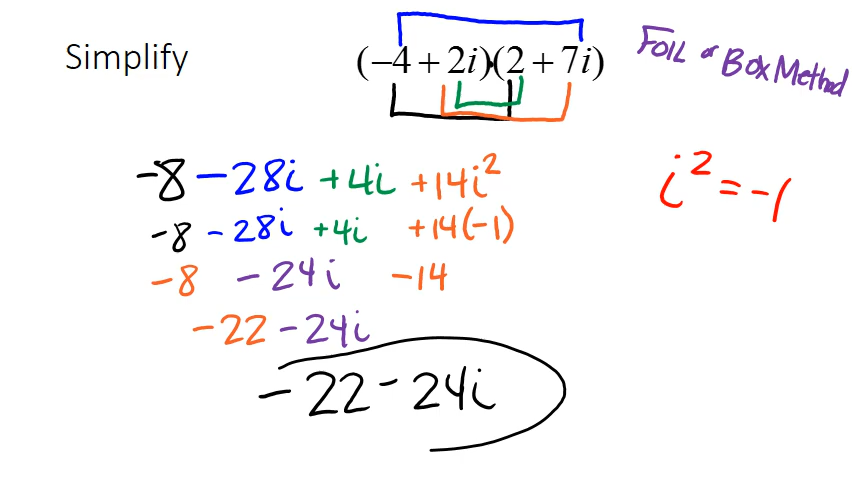 Simplify (−4 + 2i)(2 + 7i) FOIL or Box Method
-8 - 28i + 4i + 14i² i² = -1
-8 - 28i + 4i + 14(-1)
-8 - 24i - 14
-22 - 24i
-22 - 24i